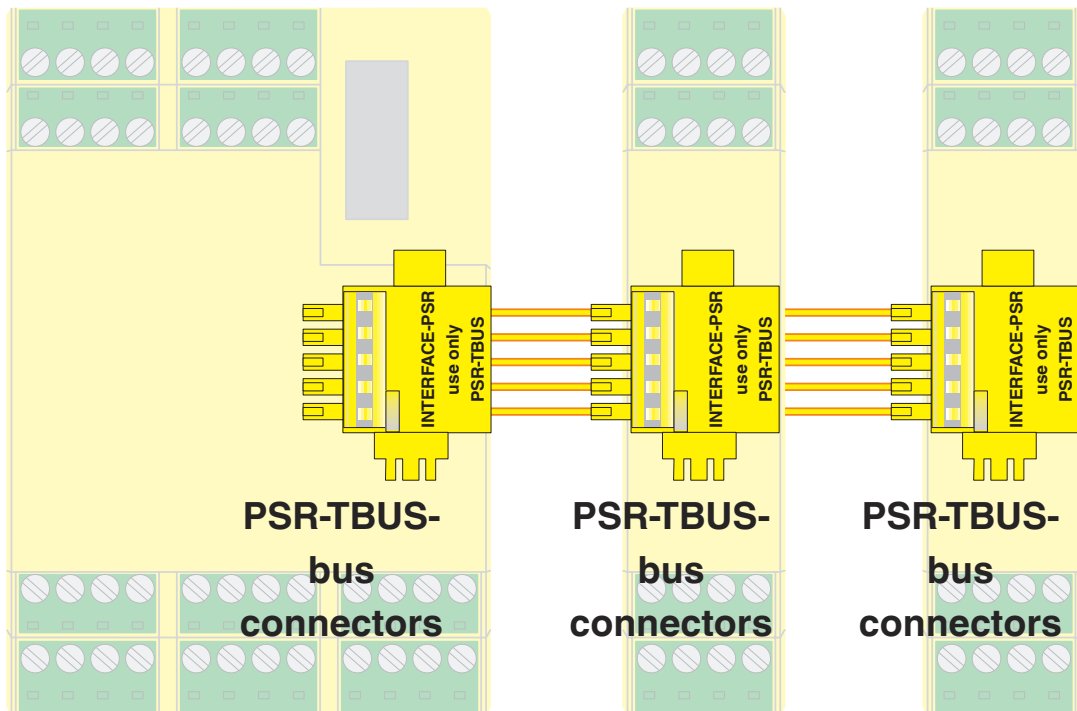 INTERFACE-PSR
use only
PSR-TBUS
INTERFACE-PSR
use only
PSR-TBUS
INTERFACE-PSR
use only
PSR-TBUS
PSR-TBUS-
bus
connectors
PSR-TBUS-
bus
connectors
PSR-TBUS-
bus
connectors